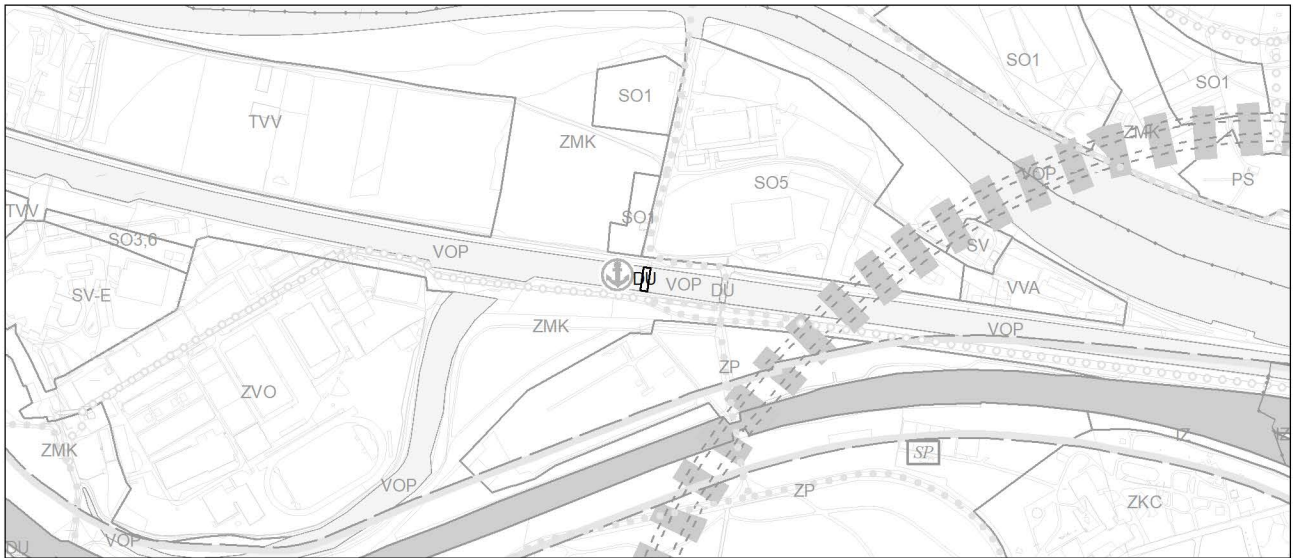 SO1
SO1
TVV
ZMK
ZMK
PS
VOP
SO5
TVV
SO1
SO3,6
SV
VOP
DU
VOP
DU
VVA
SV-E
ZMK
VOP
ZP
ZVO
IZ
IZ
ZMK
SP
VOP
ZP
ZKC
VOP
DU